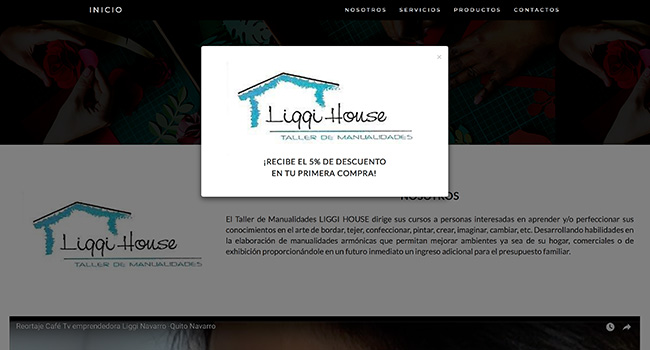 INICIO
NOSOTROS SERVICIOS PRODUCTOS CONTACTOS
×
Liggi House
TALLER DE MANUALIDADES
¡RECIBE EL 5% DE DESCUENTO
EN TU PRIMERA COMPRA!
NOSOTROS
Liggi House
TALLER DE MANUALIDADES
El Taller de Manualidades LIGGI HOUSE dirige sus cursos a personas interesadas en aprender y/o perfeccionar sus
conocimientos en el arte de bordar, tejer, confeccionar, pintar, crear, imaginar, cambiar, etc. Desarrollando habilidades en
la elaboración de manualidades armónicas que permitan mejorar ambientes ya sea de su hogar, comerciales o de
exhibición proporcionándole en un futuro inmediato un ingreso adicional para el presupuesto familiar.
Reortaje Café Tv emprendedora Liggi Navarro -Quito Navarro